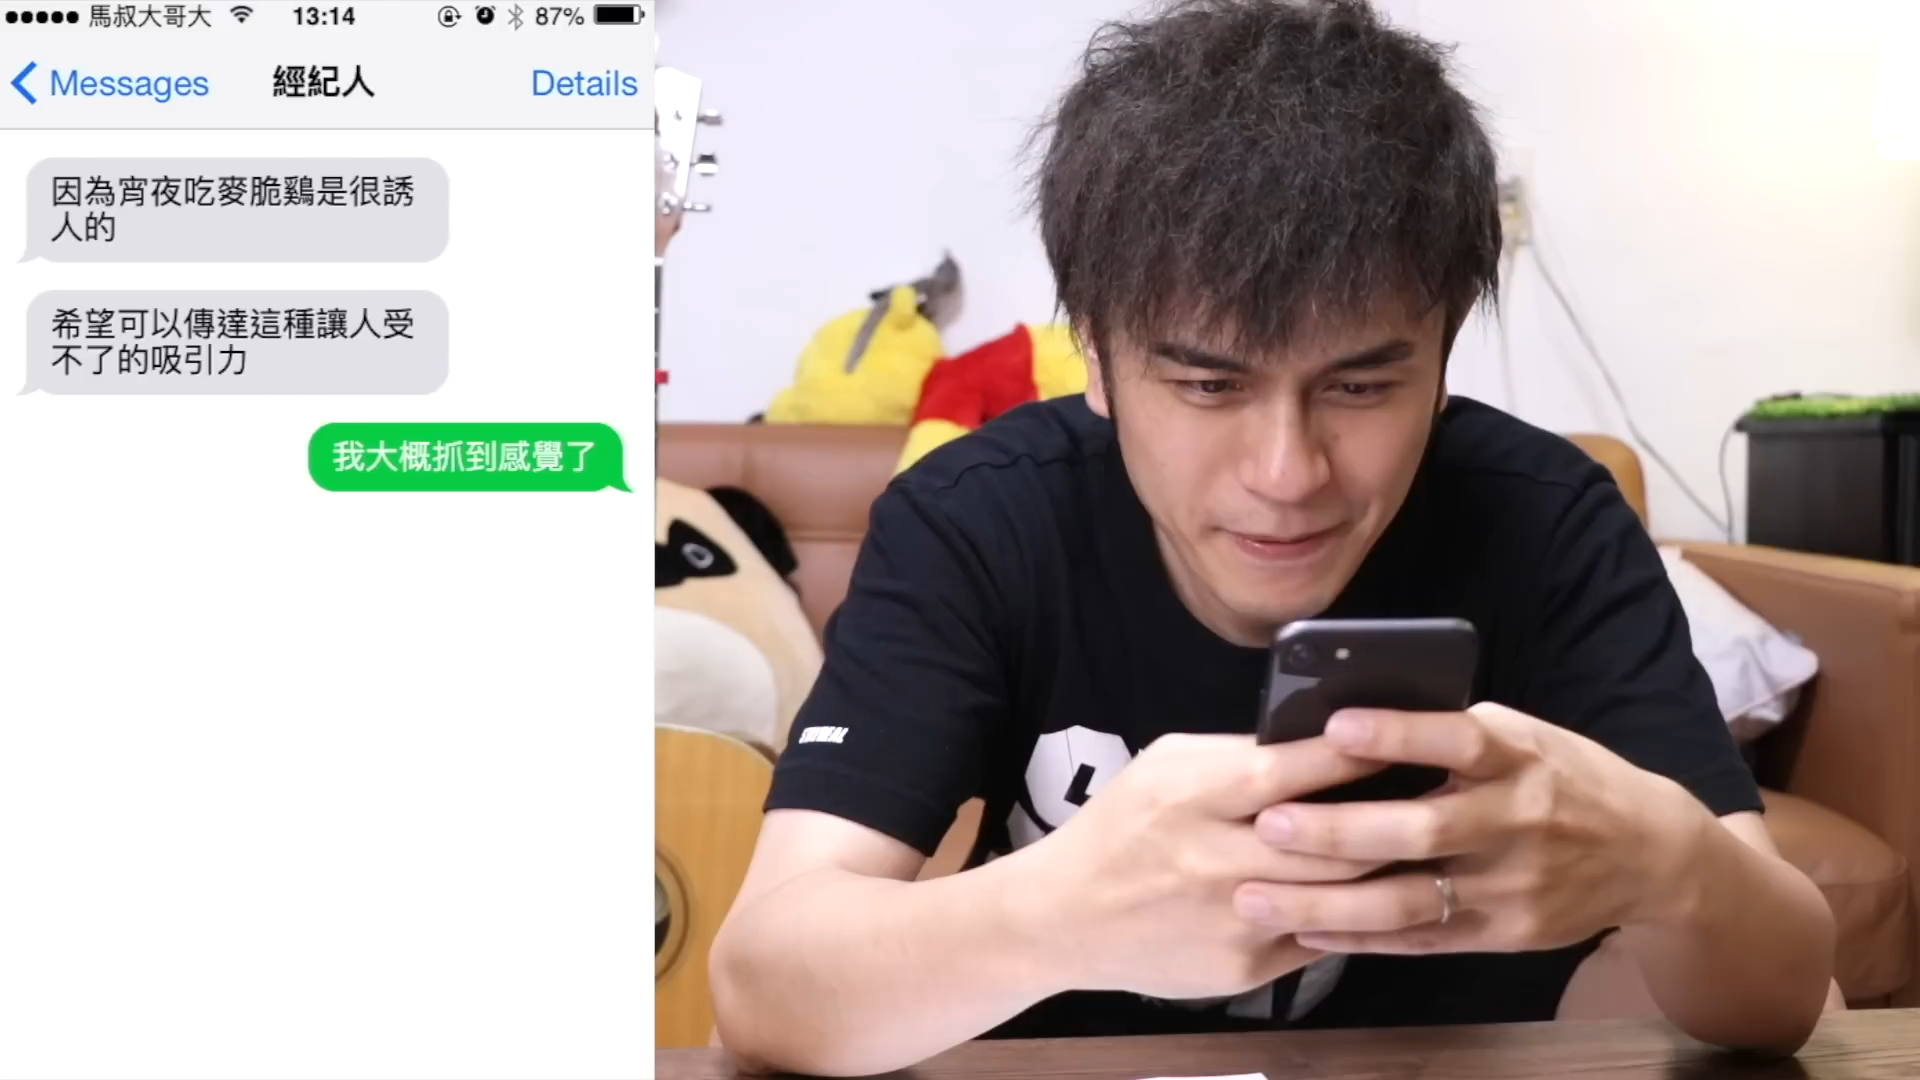 馬叔大哥大 13:14 87%
Messages 經紀人 Details
因為宵夜吃麥脆鷄是很誘
人的
希望可以傳達這種讓人受
不了的吸引力
我大概抓到感覺了
STAYREAL